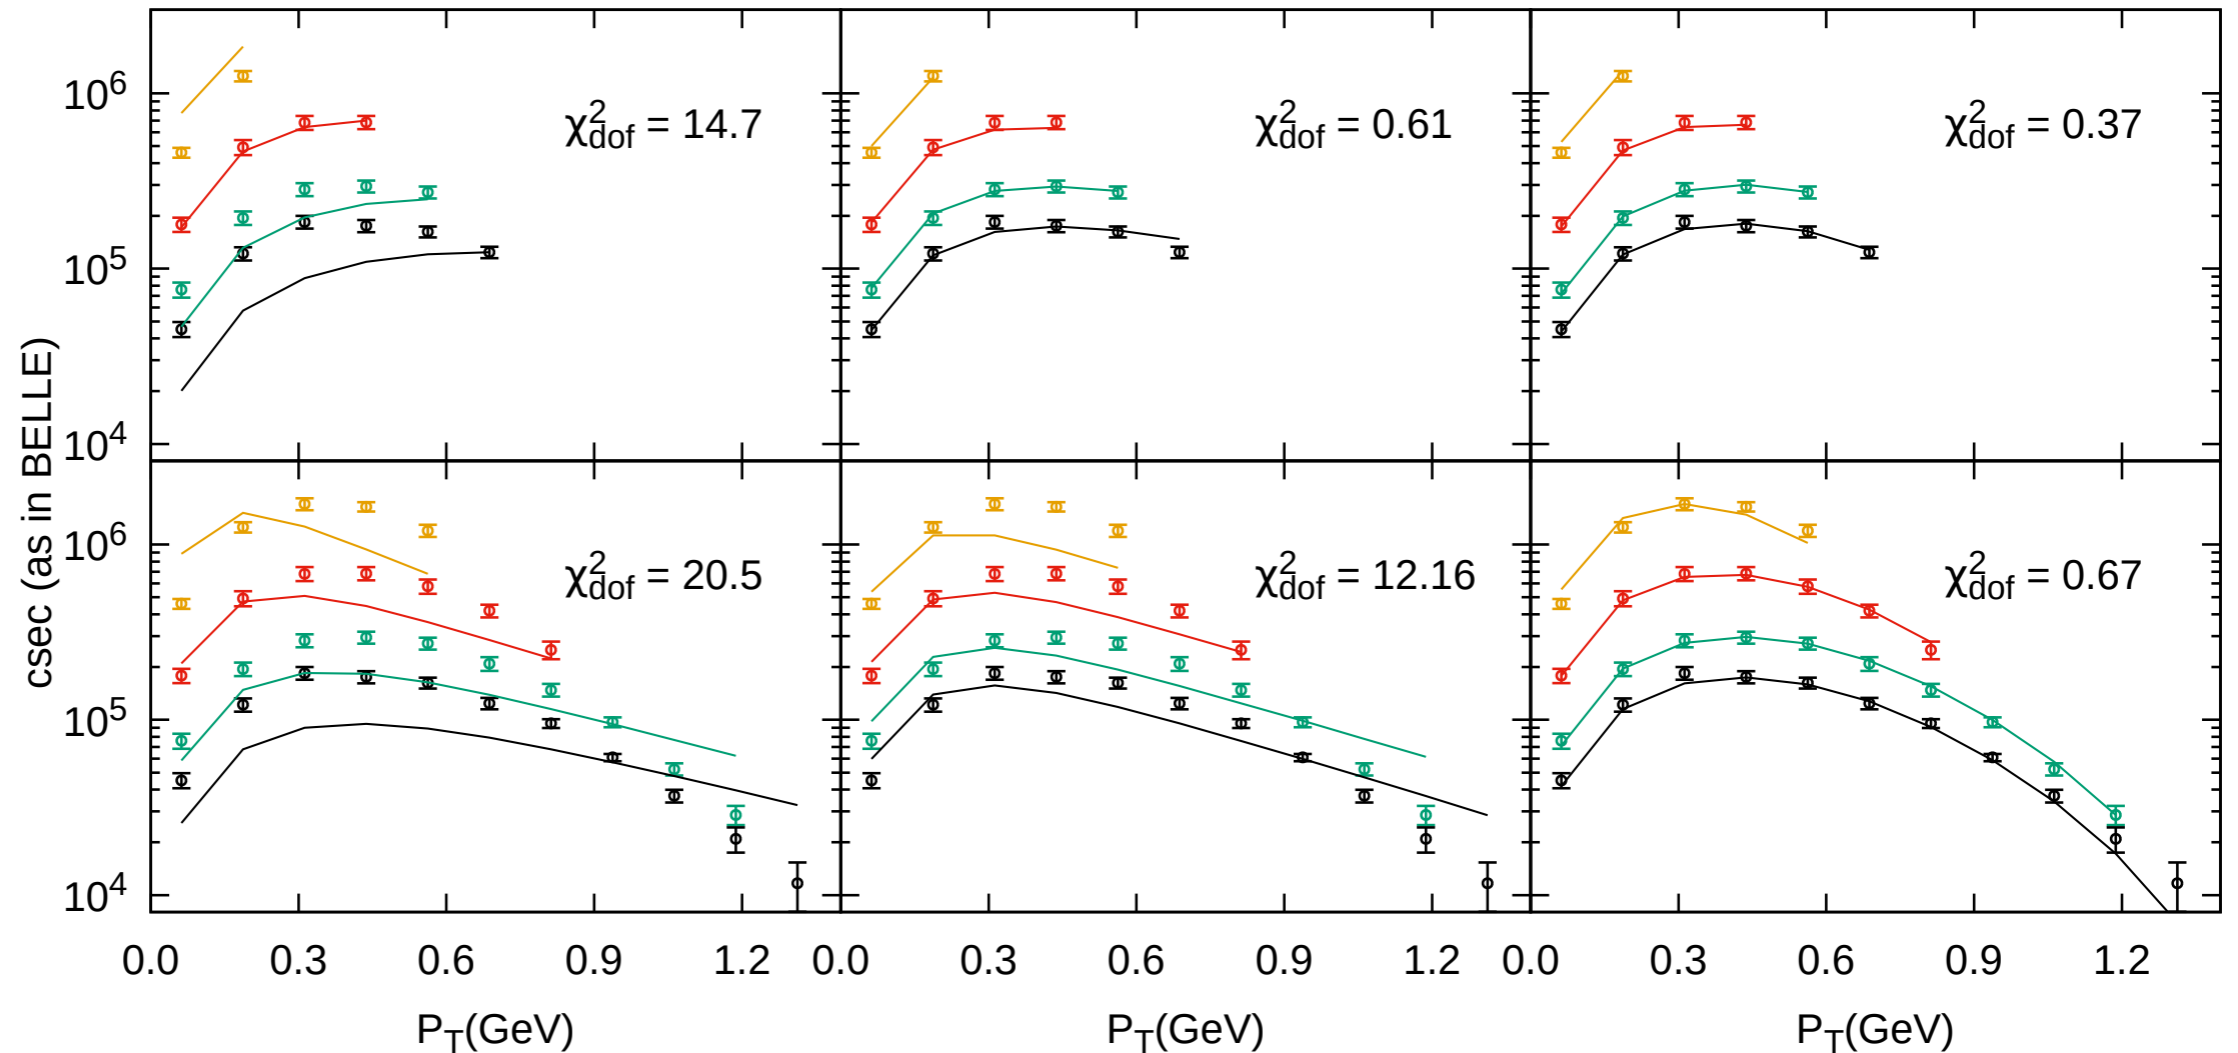 csec (as in BELLE)
10^6
10^5
10^4
χ²dof = 14.7
χ²dof = 0.61
χ²dof = 0.37
10^6
10^5
10^4
χ²dof = 20.5
χ²dof = 12.16
χ²dof = 0.67
0.0 0.3 0.6 0.9 1.2 0.0 0.3 0.6 0.9 1.2 0.0 0.3 0.6 0.9 1.2
P_T(GeV) P_T(GeV) P_T(GeV)